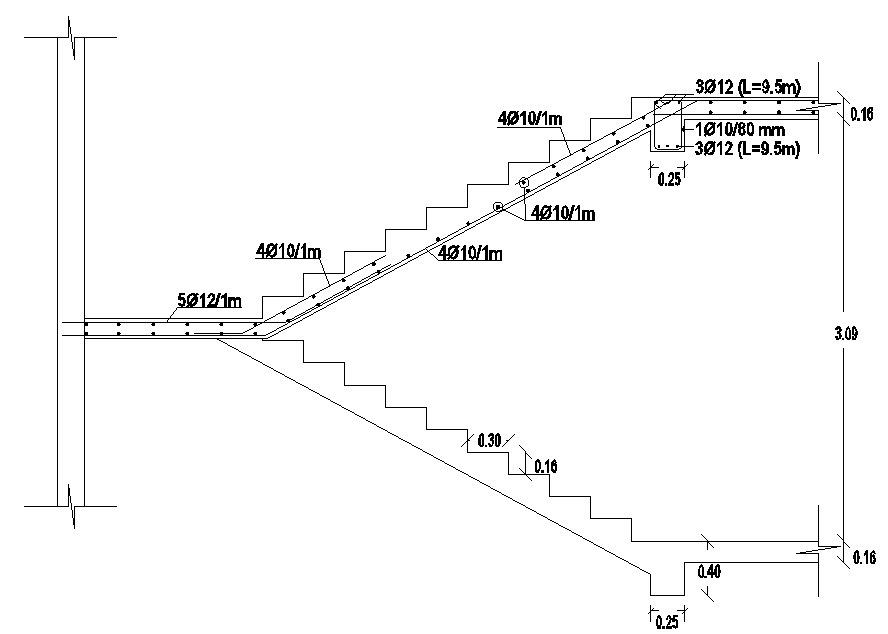 3Ø12 (L=9.5m)
4Ø10/1m
0.16
1Ø10/80 mm
3Ø12 (L=9.5m)
0.25
4Ø10/1m
4Ø10/1m
4Ø10/1m
5Ø12/1m
3.09
0.30
0.16
0.16
0.40
0.25